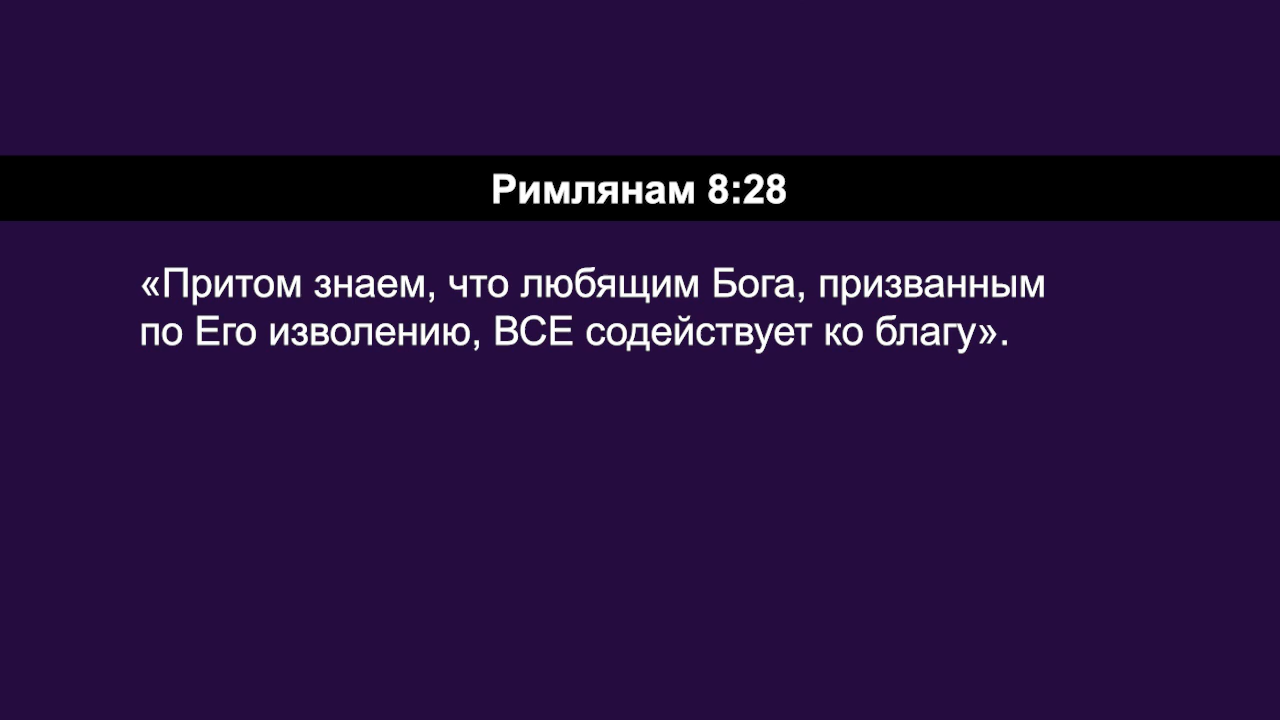 Римлянам 8:28
«Притом знаем, что любящим Бога, призванным
по Его изволению, ВСЕ содействует ко благу».